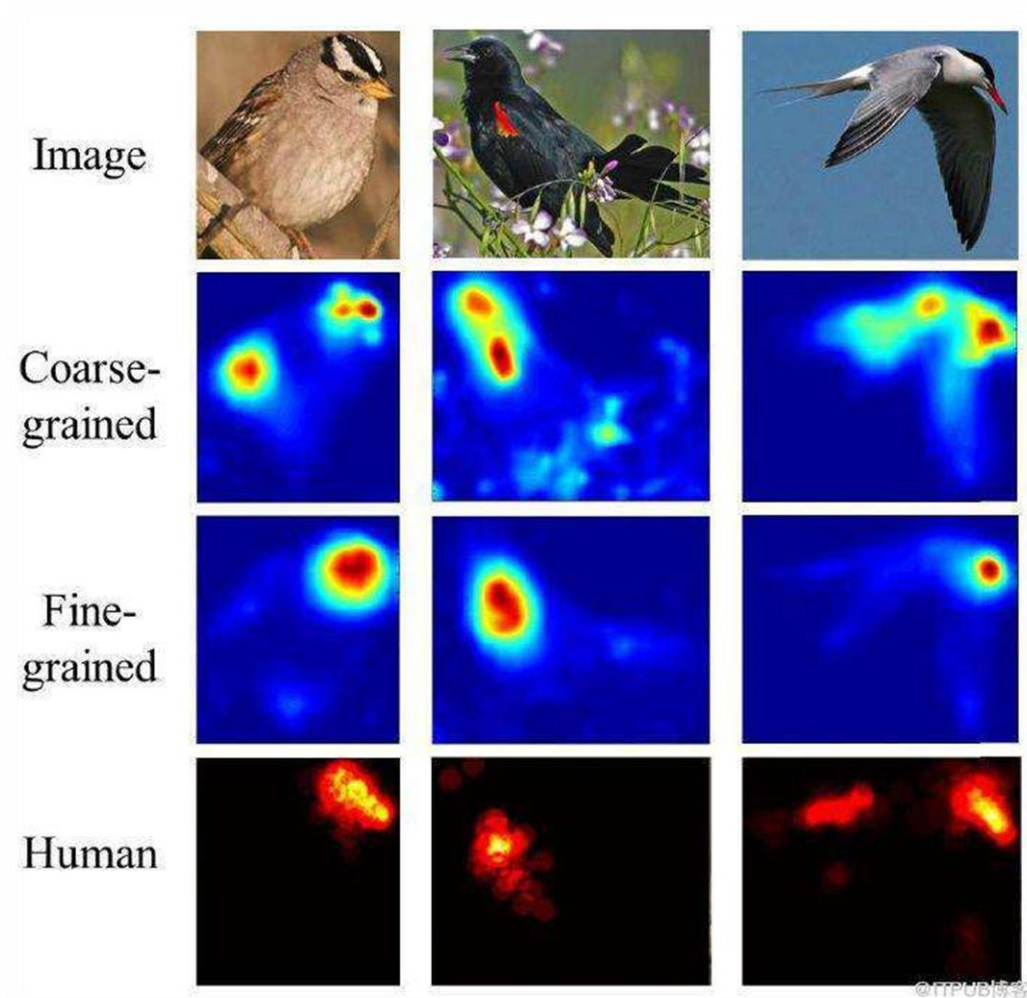 Image
Coarse-
grained
Fine-
grained
Human
@ITPUB博客